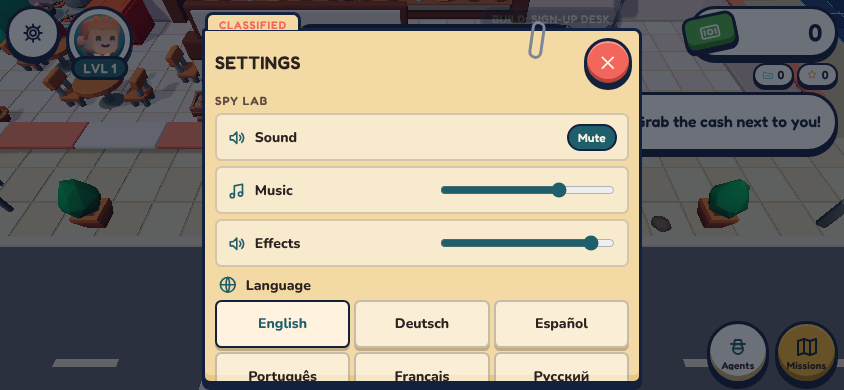 CLASSIFIED
BUILD SIGN-UP DESK
SETTINGS
0
LVL 1
0
0
SPY LAB
Sound
Mute
Grab the cash next to you!
Music
Effects
Language
English
Deutsch
Español
Português
Français
Русский
Agents
Missions